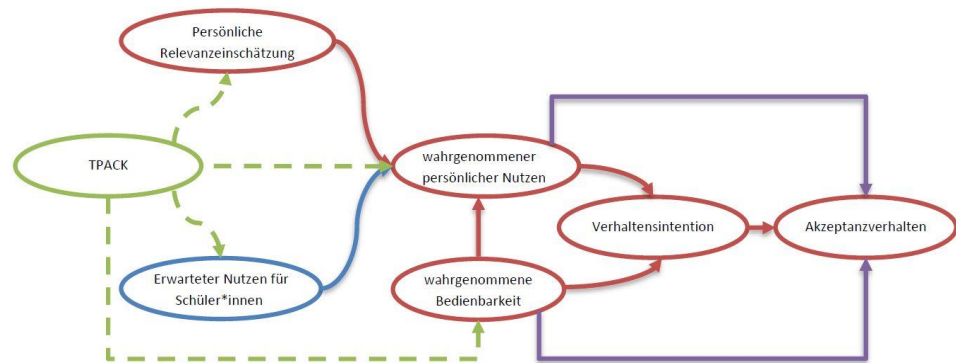 Persönliche
Relevanzeinschätzung
TPACK
wahrgenommener
persönlicher Nutzen
Verhaltensintention
Akzeptanzverhalten
Erwarteter Nutzen für
Schüler*innen
wahrgenommene
Bedienbarkeit